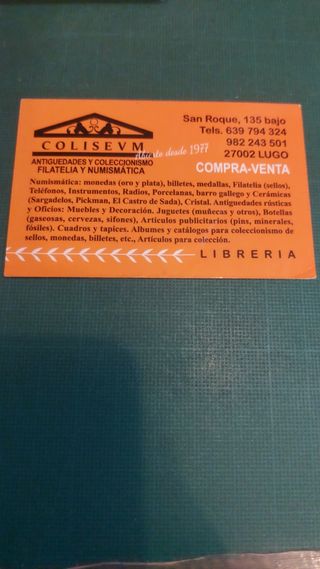 COLISEVM
abierto desde 1977
ANTIGUEDADES Y COLECCIONISMO
FILATELIA Y NUMISMÁTICA
San Roque, 135 bajo
Tels. 639 794 324
982 243 501
27002 LUGO
COMPRA-VENTA
Numismática: monedas (oro y plata), billetes, medallas, Filatelia (sellos),
Teléfonos, Instrumentos, Radios, Porcelanas, barro gallego y Cerámicas
(Sargadelos, Pickman, El Castro de Sada), Cristal. Antigüedades rústicas
y Oficios: Muebles y Decoración. Juguetes (muñecas y otros), Botellas
(gaseosas, cervezas, sifones), Artículos publicitarios (pins, minerales,
fósiles). Cuadros y tapices. Albumes y catálogos para coleccionismo de
sellos, monedas, billetes, etc., Artículos para colección.
LIBRERIA